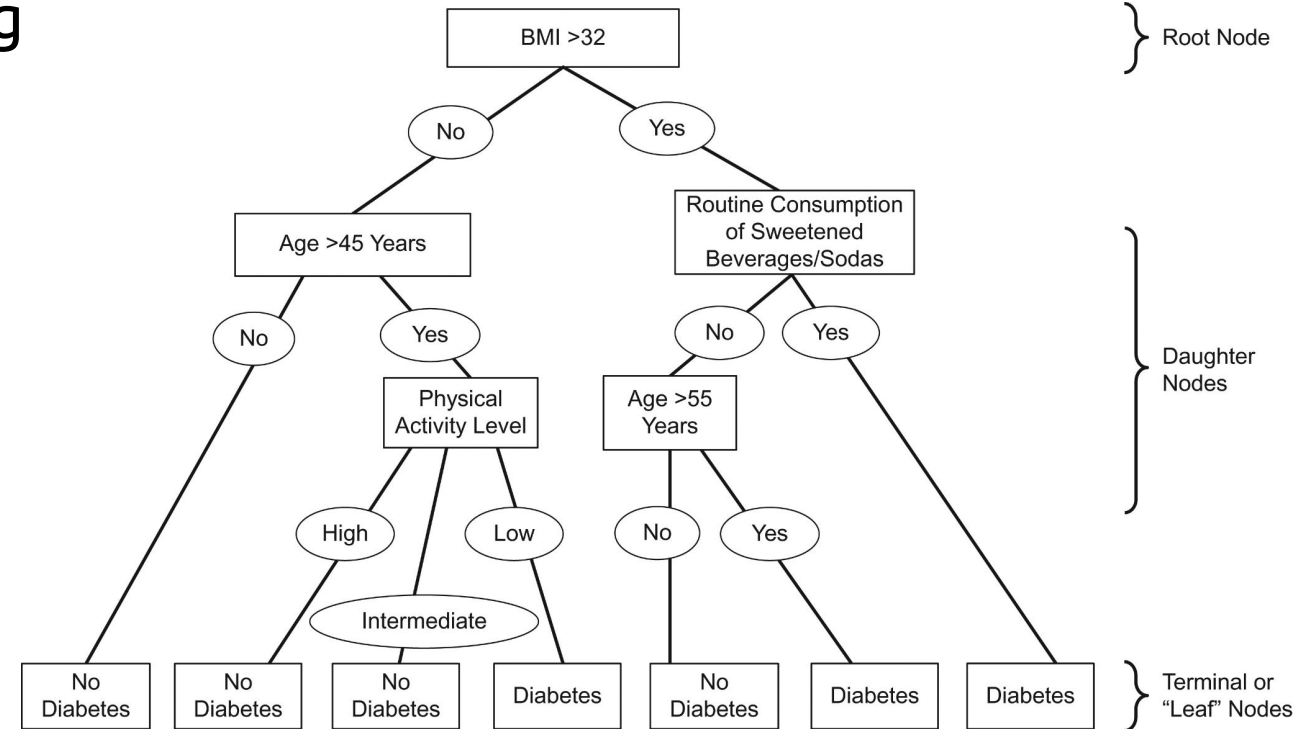 g
BMI >32
Root Node
No
Yes
Age >45 Years
Routine Consumption
of Sweetened
Beverages/Sodas
No
Yes
No
Yes
Daughter
Nodes
Physical
Activity Level
Age >55
Years
High
Low
No
Yes
Intermediate
No
Diabetes
No
Diabetes
No
Diabetes
Diabetes
No
Diabetes
Diabetes
Diabetes
Terminal or
“Leaf” Nodes